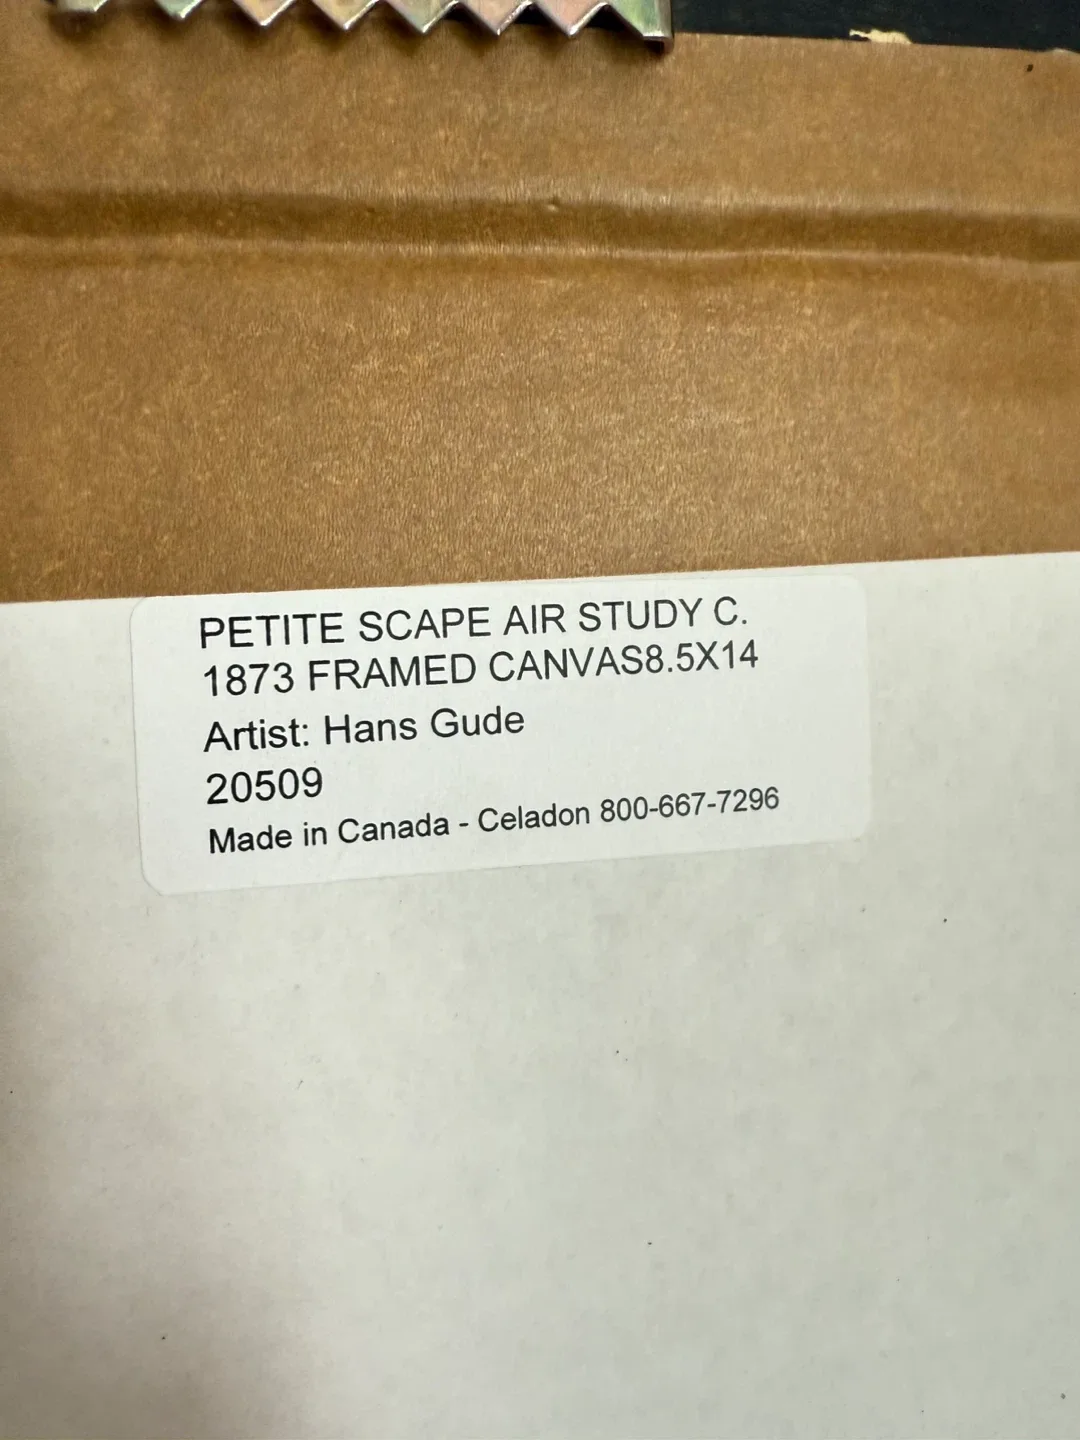 PETITE SCAPE AIR STUDY C.
1873 FRAMED CANVAS8.5X14
Artist: Hans Gude
20509
Made in Canada - Celadon 800-667-7296